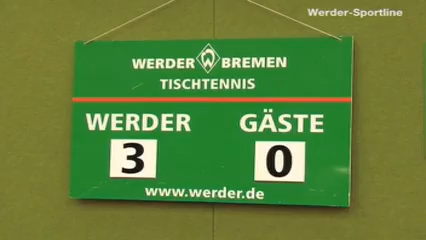 Werder-Sportline
WERDER BREMEN
TISCHTENNIS
WERDER GÄSTE
3 0
www.werder.de